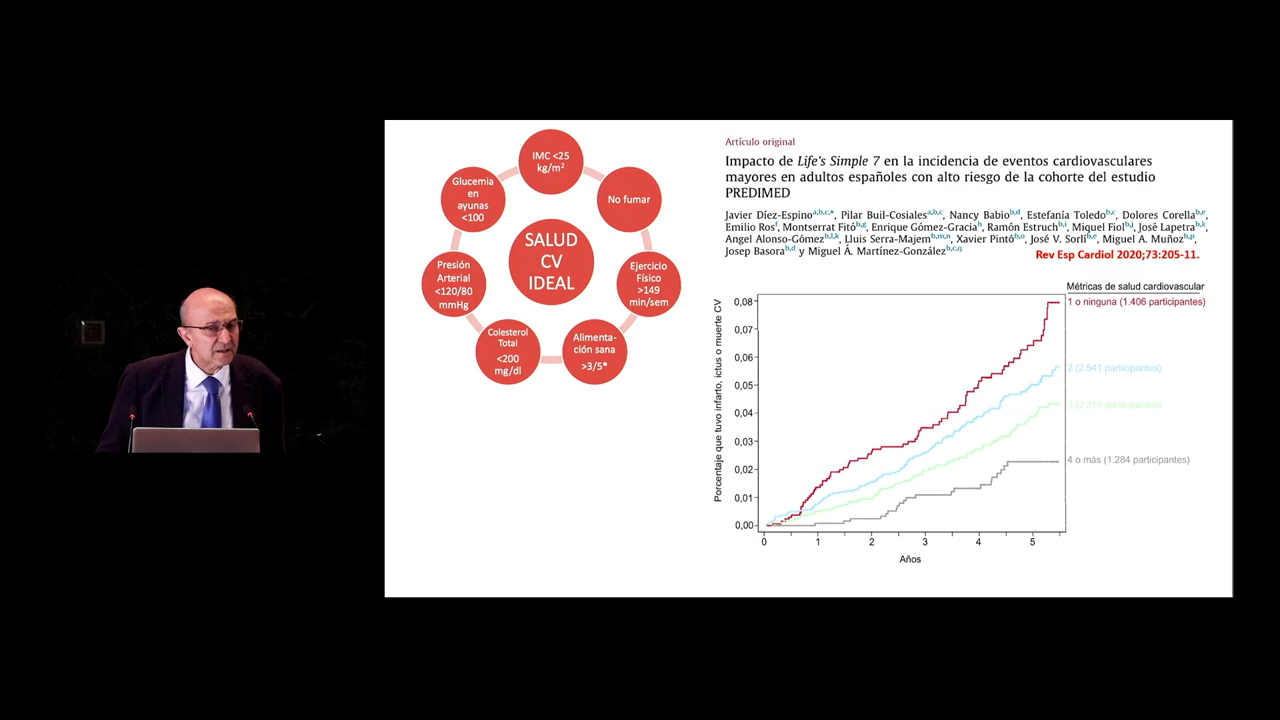 IMC <25
kg/m²
No fumar
Ejercicio
Físico
>149
min/sem
Alimenta-
ción sana
>3/5*
Colesterol
Total
<200
mg/dl
Presión
Arterial
<120/80
mmHg
Glucemia
en
ayunas
<100
SALUD
CV
IDEAL
Artículo original
Impacto de Life's Simple 7 en la incidencia de eventos cardiovasculares
mayores en adultos españoles con alto riesgo de la cohorte del estudio
PREDIMED
Javier Díez-Espino a,b,c,*, Pilar Buil-Cosiales a,b,c, Nancy Babio b,d, Estefanía Toledo b,c, Dolores Corella b,e,
Emilio Ros f, Montserrat Fitó b,g, Enrique Gómez-Gracia h, Ramón Estruch b,i, Miquel Fiol b,j, José Lapetra b,k,
Angel Alonso-Gómez b,l,k, Lluis Serra-Majem b,m,n, Xavier Pintó b,o, José V. Sorlí b,e, Miguel A. Muñoz b,p,
Josep Basora b,d y Miguel Á. Martínez-González b,c,q
Rev Esp Cardiol 2020;73:205-11.
Métricas de salud cardiovascular
1 o ninguna (1.406 participantes)
2 (2.541 participantes)
3 (2.216 participantes)
4 o más (1.284 participantes)
Porcentaje que tuvo infarto, ictus o muerte CV
0,08
0,07
0,06
0,05
0,04
0,03
0,02
0,01
0,00
0 1 2 3 4 5
Años